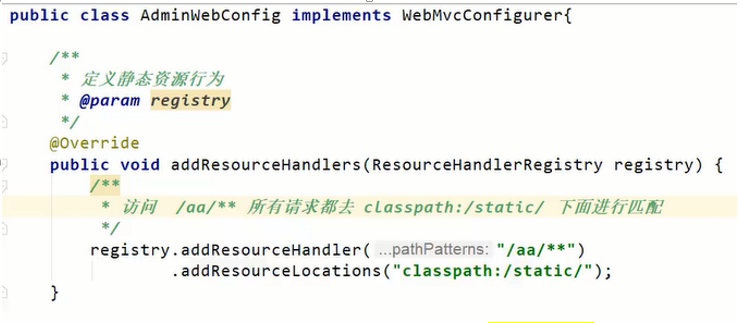 public class AdminWebConfig implements WebMvcConfigurer{
/**
* 定义静态资源行为
* @param registry
*/
@Override
public void addResourceHandlers(ResourceHandlerRegistry registry) {
/**
* 访问 /aa/** 所有请求都去 classpath:/static/ 下面进行匹配
*/
registry.addResourceHandler( ...pathPatterns: "/aa/**")
.addResourceLocations("classpath:/static/");
}